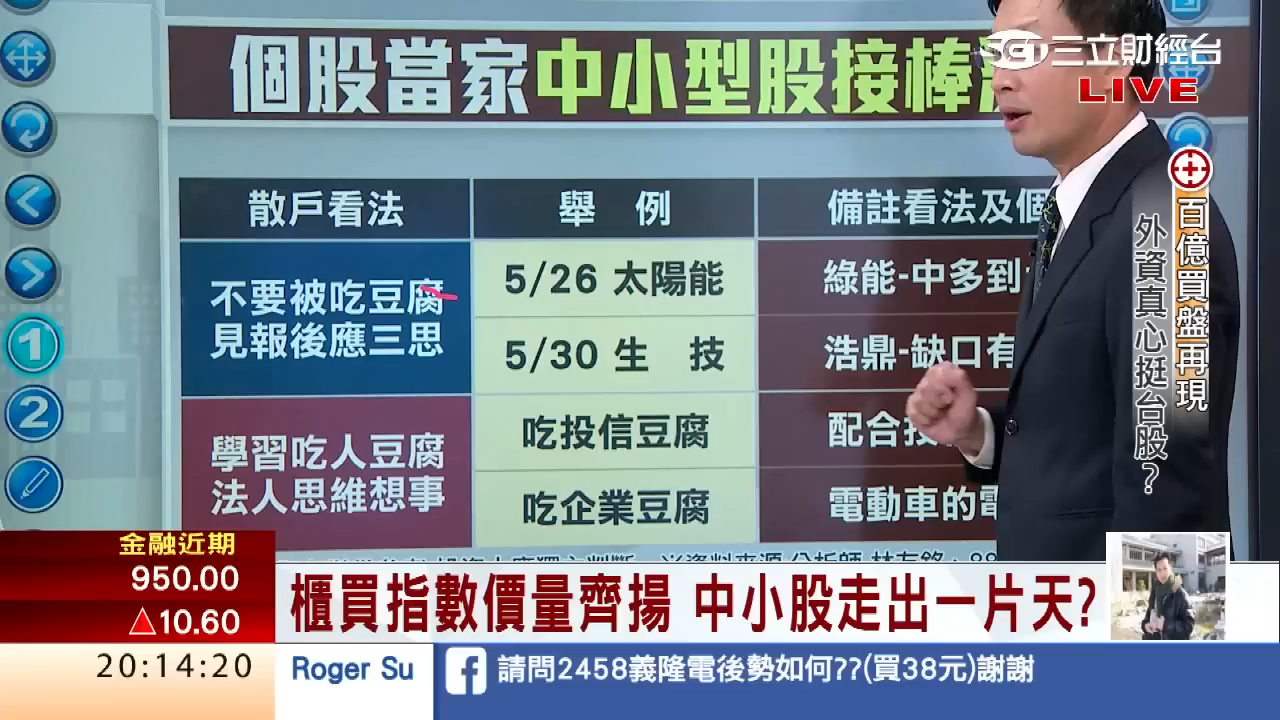 個股當家中小型股接棒
三立財經台
LIVE
散戶看法
舉 例
備註看法及個
不要被吃豆腐
見報後應三思
5/26 太陽能
綠能-中多到
5/30 生 技
浩鼎-缺口有
學習吃人豆腐
法人思維想事
吃投信豆腐
配合
吃企業豆腐
電動車的
百億買盤再現
外資真心挺台股?
1
2
金融近期
950.00
△10.60
櫃買指數價量齊揚 中小股走出一片天?
20:14:20
Roger Su
請問2458義隆電後勢如何??(買38元)謝謝